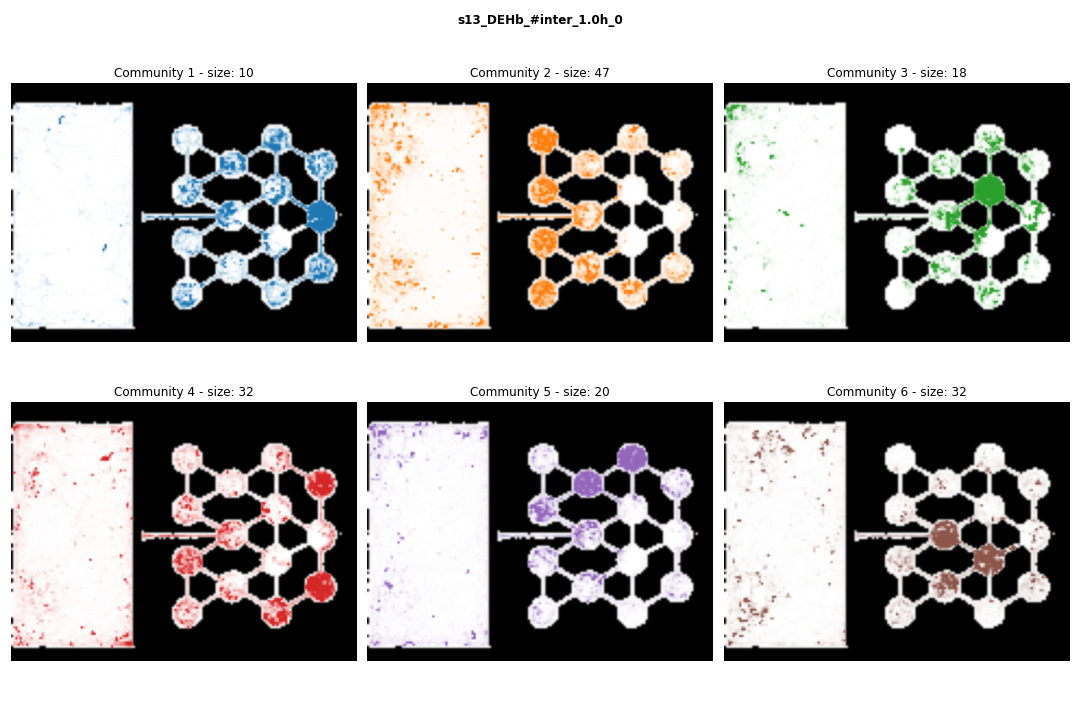 s13_DEHb_#inter_1.0h_0
Community 1 - size: 10
Community 2 - size: 47
Community 3 - size: 18
Community 4 - size: 32
Community 5 - size: 20
Community 6 - size: 32